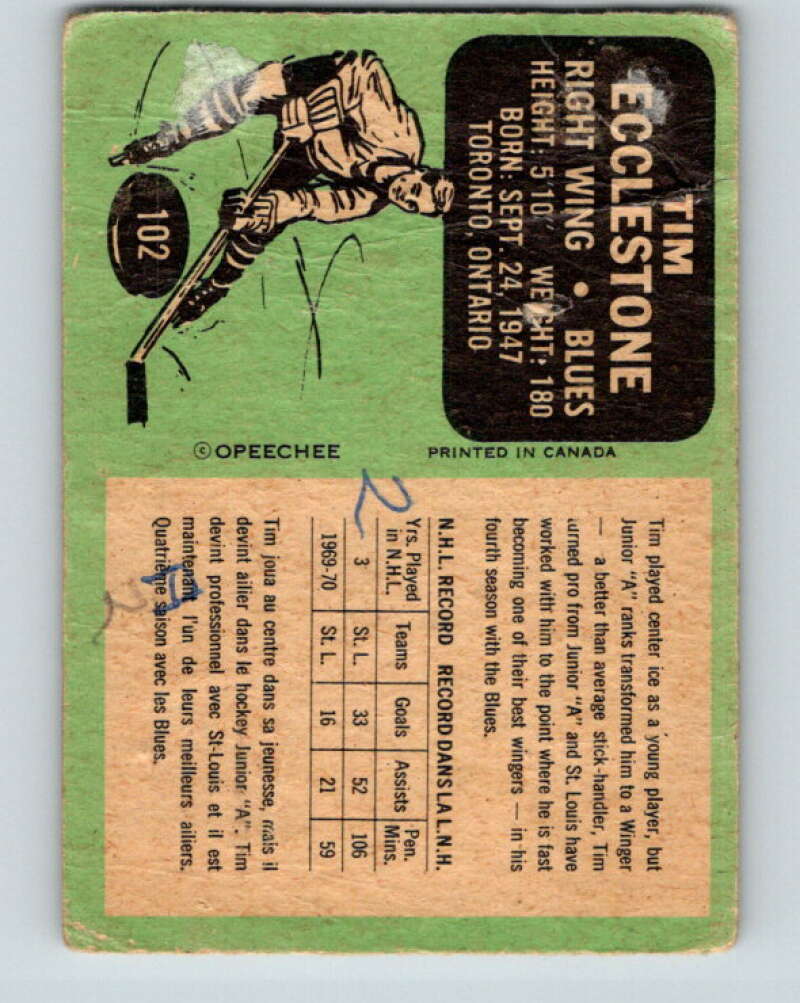 TIM
ECCLESTONE
RIGHT WING • BLUES
HEIGHT: 5'10" WEIGHT: 180
BORN: SEPT. 24, 1947
TORONTO, ONTARIO
102
© OPEECHEE
PRINTED IN CANADA
Tim played center ice as a young player, but
Junior "A" ranks transformed him to a Winger
— a better than average stick-handler, Tim
turned pro from Junior "A" and St. Louis have
worked with him to the point where he is fast
becoming one of their best wingers — in his
fourth season with the Blues.
N.H.L. RECORD RECORD DANS LA L.N.H.
Yrs. Played in N.H.L. Teams Goals Assists Pen. Mins.
3 St. L. 33 52 106
1969-70 St. L. 16 21 59
2
Tim joua au centre dans sa jeunesse, mais il
devint ailier dans le hockey Junior "A". Tim
devint professionnel avec St-Louis et il est
maintenant l'un de leurs meilleurs ailiers.
Quatrième saison avec les Blues.